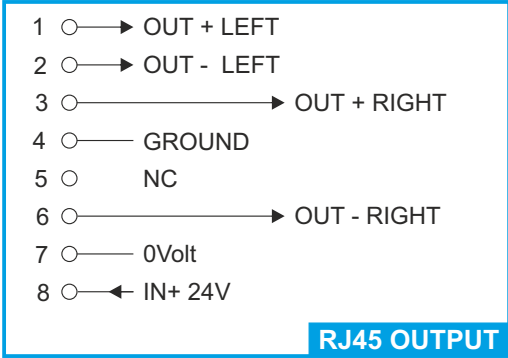 1 OUT + LEFT
2 OUT - LEFT
3 OUT + RIGHT
4 GROUND
5 NC
6 OUT - RIGHT
7 0Volt
8 IN+ 24V
RJ45 OUTPUT